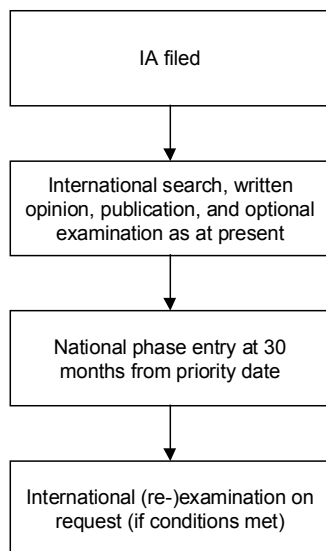 IA filed
International search, written
opinion, publication, and optional
examination as at present
National phase entry at 30
months from priority date
International (re-)examination on
request (if conditions met)